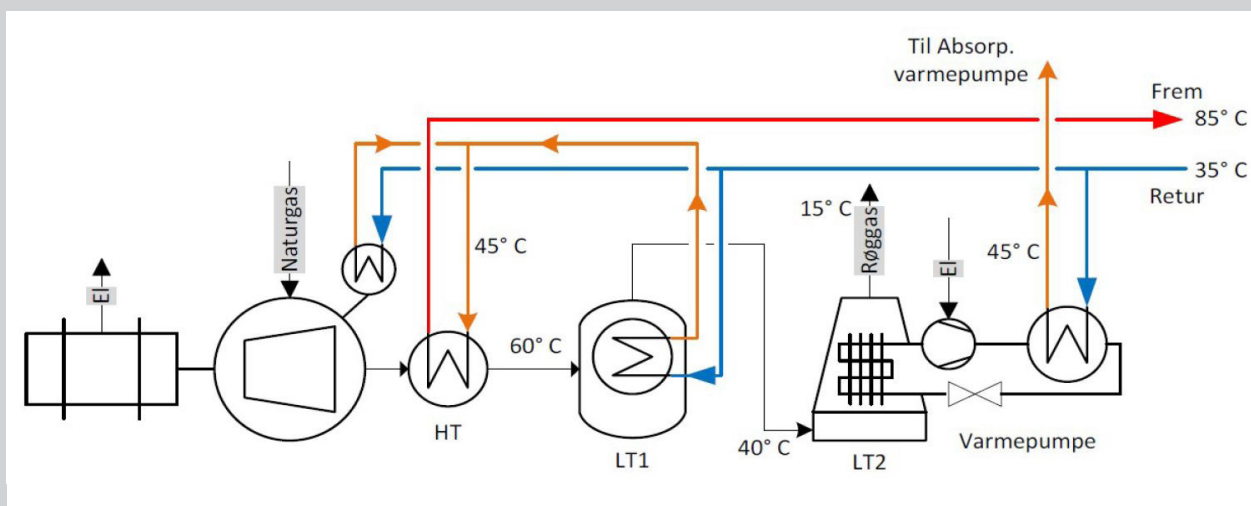 Til Absorp.
varmepumpe
Frem
85° C
35° C
Retur
Naturgas
El
45° C
60° C
HT
LT1
15° C
Røggas
El
45° C
40° C
LT2
Varmepumpe